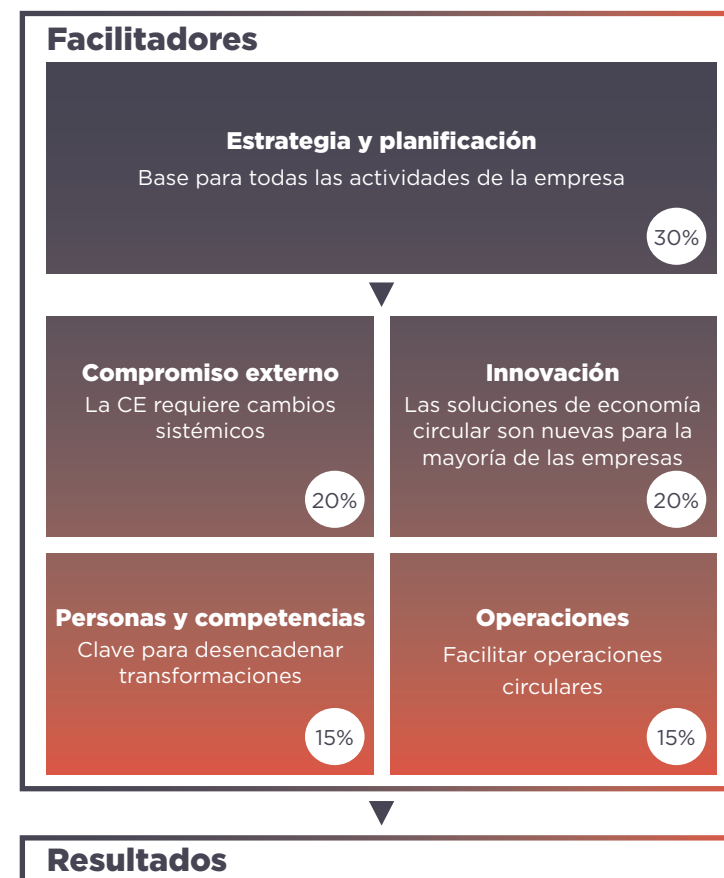 Facilitadores
Estrategia y planificación
Base para todas las actividades de la empresa
30%
Compromiso externo
La CE requiere cambios
sistémicos
20%
Innovación
Las soluciones de economía
circular son nuevas para la
mayoría de las empresas
20%
Personas y competencias
Clave para desencadenar
transformaciones
15%
Operaciones
Facilitar operaciones
circulares
15%
Resultados